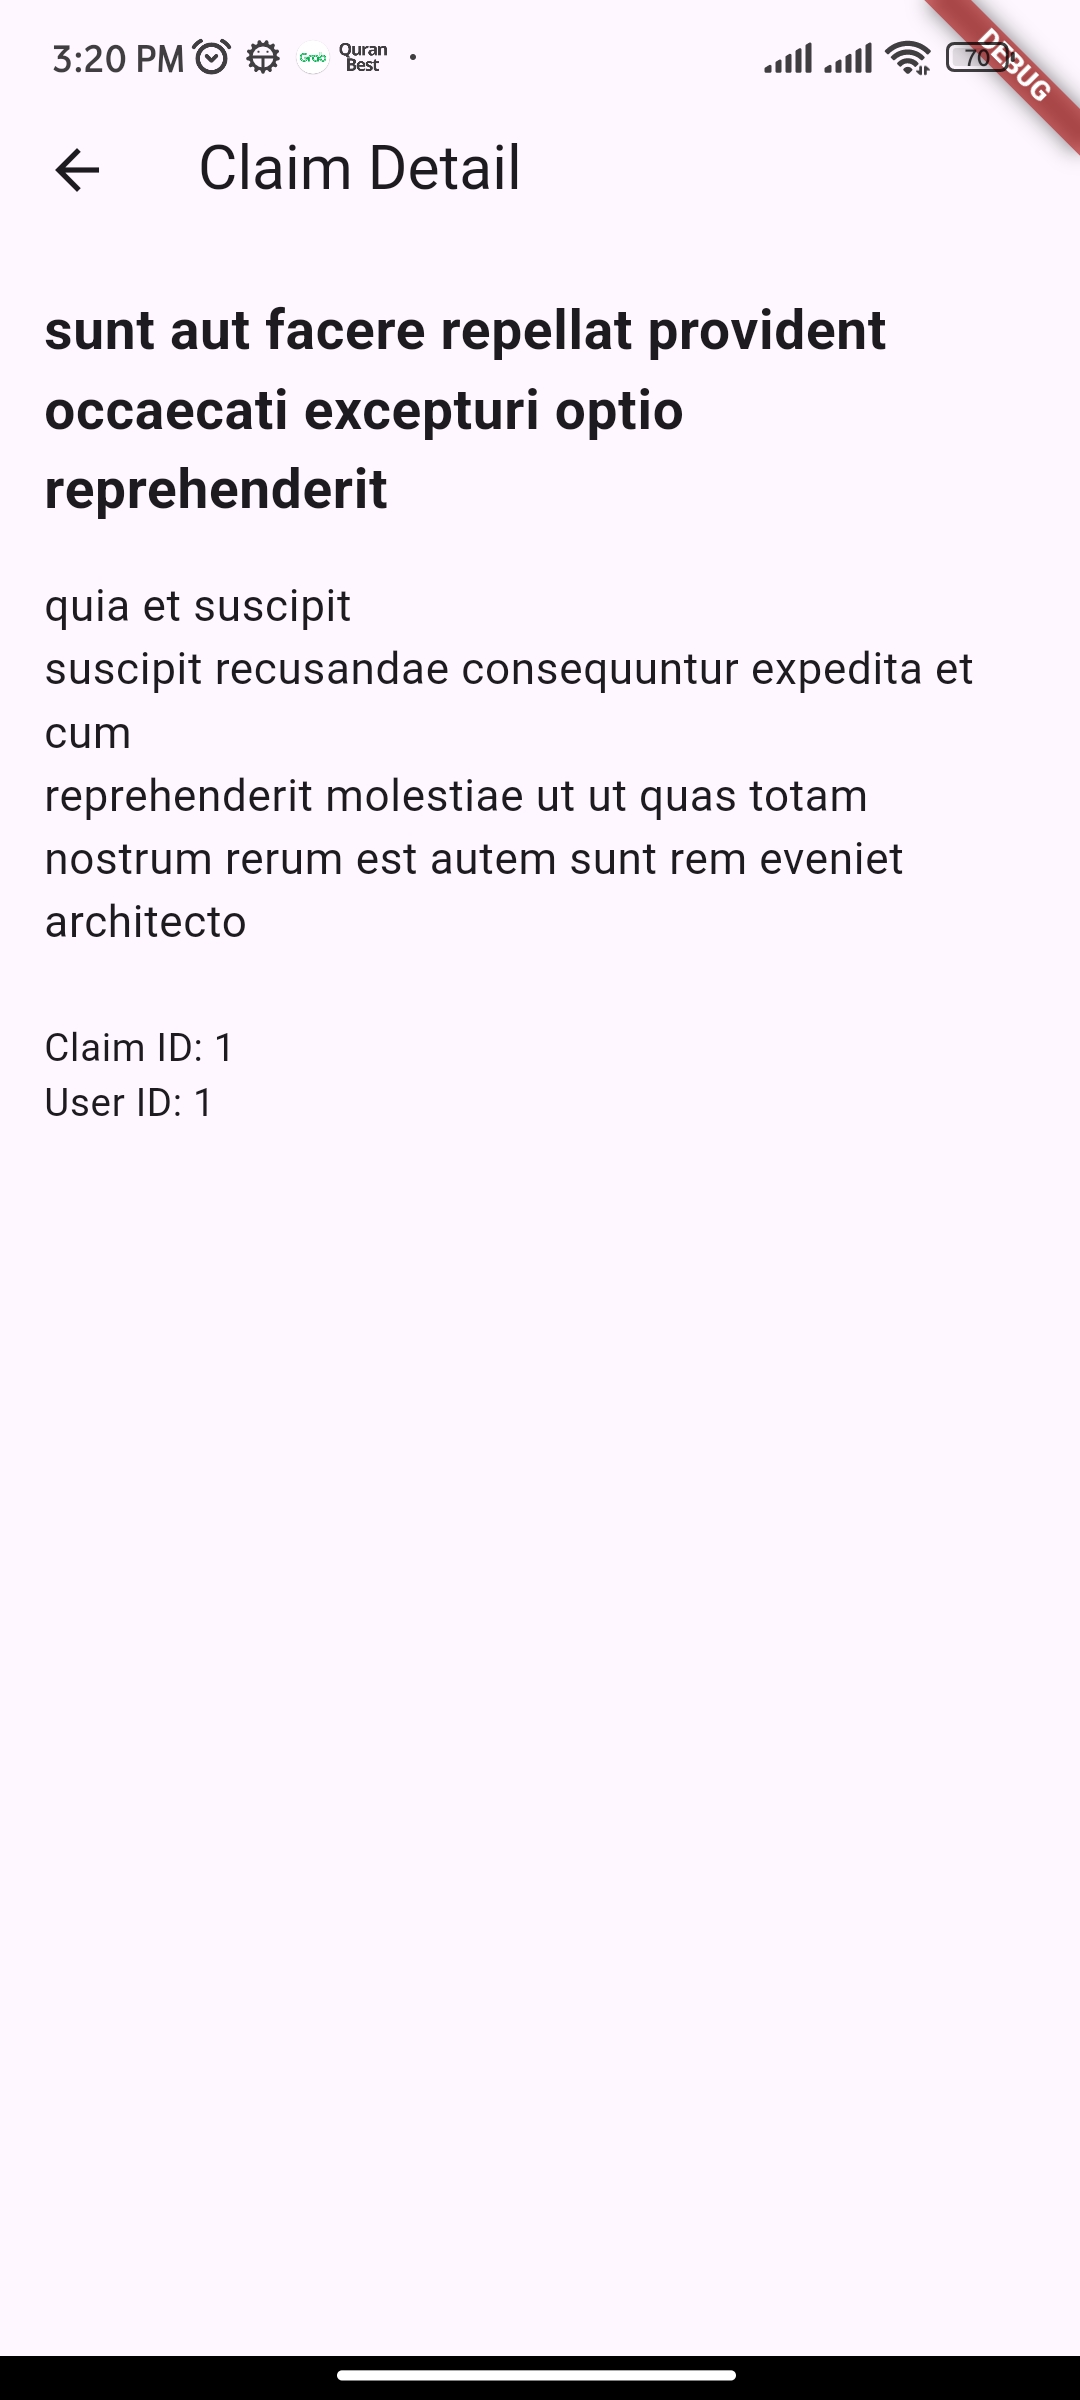 3:20 PM Grab Quran Best 70
DEBUG
Claim Detail
sunt aut facere repellat provident
occaecati excepturi optio
reprehenderit
quia et suscipit
suscipit recusandae consequuntur expedita et
cum
reprehenderit molestiae ut ut quas totam
nostrum rerum est autem sunt rem eveniet
architecto
Claim ID: 1
User ID: 1